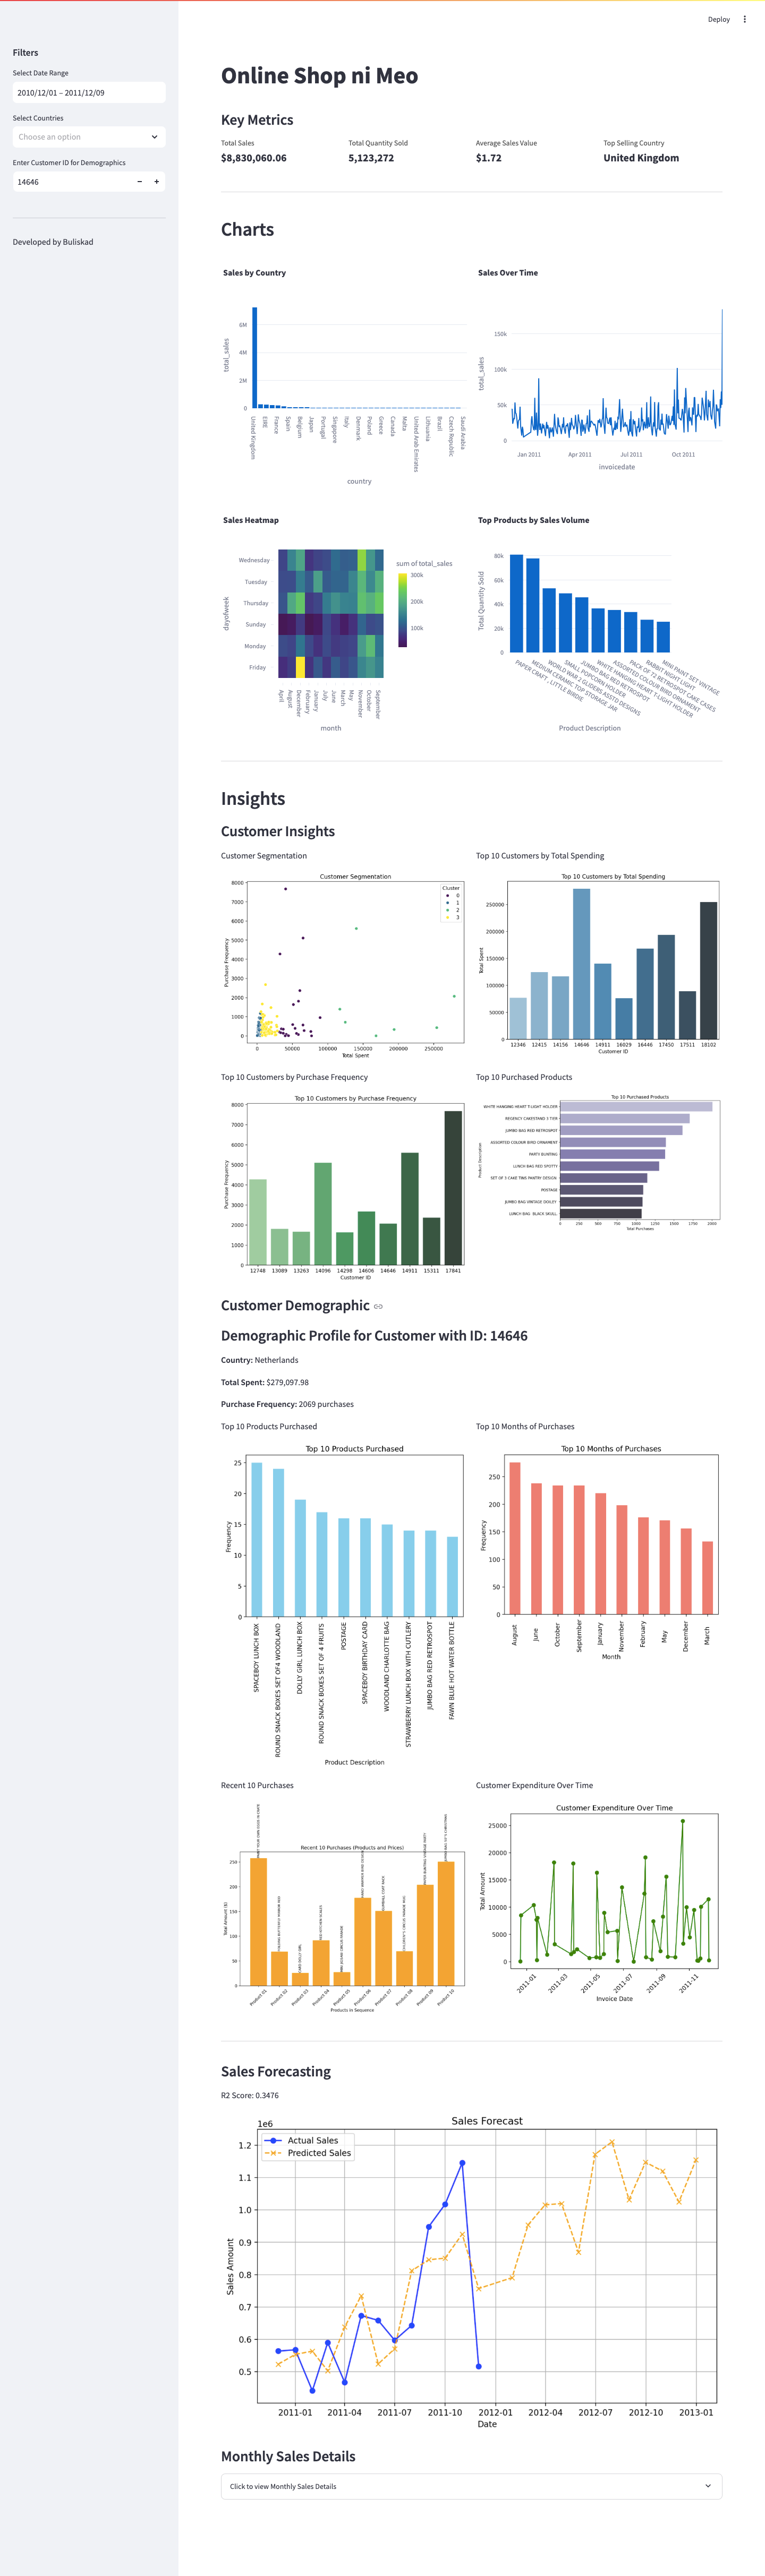 Deploy
Filters
Select Date Range
2010/12/01 – 2011/12/09
Select Countries
Choose an option
Enter Customer ID for Demographics
14646
Developed by Buliskad
Online Shop ni Meo
Key Metrics
Total Sales
$8,830,060.06
Total Quantity Sold
5,123,272
Average Sales Value
$1.72
Top Selling Country
United Kingdom
Charts
Sales by Country
total_sales
6M
4M
2M
0
United Kingdom
EIRE
France
Spain
Belgium
Japan
Portugal
Singapore
Italy
Denmark
Poland
Greece
Canada
Malta
United Arab Emirates
Lithuania
Brazil
Czech Republic
Saudi Arabia
country
Sales Over Time
total_sales
150k
100k
50k
0
Jan 2011
Apr 2011
Jul 2011
Oct 2011
invoicedate
Sales Heatmap
dayofweek
Wednesday
Tuesday
Thursday
Sunday
Monday
Friday
April
August
December
February
January
July
June
March
May
November
October
September
month
sum of total_sales
300k
200k
100k
Top Products by Sales Volume
Total Quantity Sold
80k
60k
40k
20k
0
PAPER CRAFT , LITTLE BIRDIE
MEDIUM CERAMIC TOP STORAGE JAR
WORLD WAR 2 GLIDERS ASSTD DESIGNS
SMALL POPCORN HOLDER
JUMBO BAG RED RETROSPOT
WHITE HANGING HEART T-LIGHT HOLDER
ASSORTED COLOUR BIRD ORNAMENT
PACK OF 72 RETROSPOT CAKE CASES
RABBIT NIGHT LIGHT
MINI PAINT SET VINTAGE
Product Description
Insights
Customer Insights
Customer Segmentation
Customer Segmentation
Purchase Frequency
8000
7000
6000
5000
4000
3000
2000
1000
0
Cluster
0
1
2
3
0
50000
100000
150000
200000
250000
Total Spent
Top 10 Customers by Total Spending
Top 10 Customers by Total Spending
Total Spent
250000
200000
150000
100000
50000
0
12346
12415
14156
14646
14911
16029
16446
17450
17511
18102
Customer ID
Top 10 Customers by Purchase Frequency
Top 10 Customers by Purchase Frequency
Purchase Frequency
8000
7000
6000
5000
4000
3000
2000
1000
0
12748
13089
13263
14096
14298
14606
14646
14911
15311
17841
Customer ID
Top 10 Purchased Products
Top 10 Purchased Products
Product Description
WHITE HANGING HEART T-LIGHT HOLDER
REGENCY CAKESTAND 3 TIER
JUMBO BAG RED RETROSPOT
ASSORTED COLOUR BIRD ORNAMENT
PARTY BUNTING
LUNCH BAG RED SPOTTY
SET OF 3 CAKE TINS PANTRY DESIGN
POSTAGE
JUMBO BAG VINTAGE DOILEY
LUNCH BAG BLACK SKULL.
0
250
500
750
1000
1250
1500
1750
2000
Total Purchases
Customer Demographic
Demographic Profile for Customer with ID: 14646
Country: Netherlands
Total Spent: $279,097.98
Purchase Frequency: 2069 purchases
Top 10 Products Purchased
Top 10 Products Purchased
Frequency
25
20
15
10
5
0
SPACEBOY LUNCH BOX
ROUND SNACK BOXES SET OF4 WOODLAND
DOLLY GIRL LUNCH BOX
ROUND SNACK BOXES SET OF 4 FRUITS
POSTAGE
SPACEBOY BIRTHDAY CARD
WOODLAND CHARLOTTE BAG
STRAWBERRY LUNCH BOX WITH CUTLERY
JUMBO BAG RED RETROSPOT
FAWN BLUE HOT WATER BOTTLE
Product Description
Top 10 Months of Purchases
Top 10 Months of Purchases
Frequency
250
200
150
100
50
0
August
June
October
September
January
November
February
May
December
March
Month
Recent 10 Purchases
Recent 10 Purchases (Products and Prices)
Total Amount ($)
250
200
150
100
50
0
Product 01
Product 02
Product 03
Product 04
Product 05
Product 06
Product 07
Product 08
Product 09
Product 10
Products In Sequence
Customer Expenditure Over Time
Customer Expenditure Over Time
Total Amount
25000
20000
15000
10000
5000
0
2011-01
2011-03
2011-05
2011-07
2011-09
2011-11
Invoice Date
Sales Forecasting
R2 Score: 0.3476
Sales Forecast
1e6
Actual Sales
Predicted Sales
Sales Amount
1.2
1.1
1.0
0.9
0.8
0.7
0.6
0.5
2011-01
2011-04
2011-07
2011-10
2012-01
2012-04
2012-07
2012-10
2013-01
Date
Monthly Sales Details
Click to view Monthly Sales Details